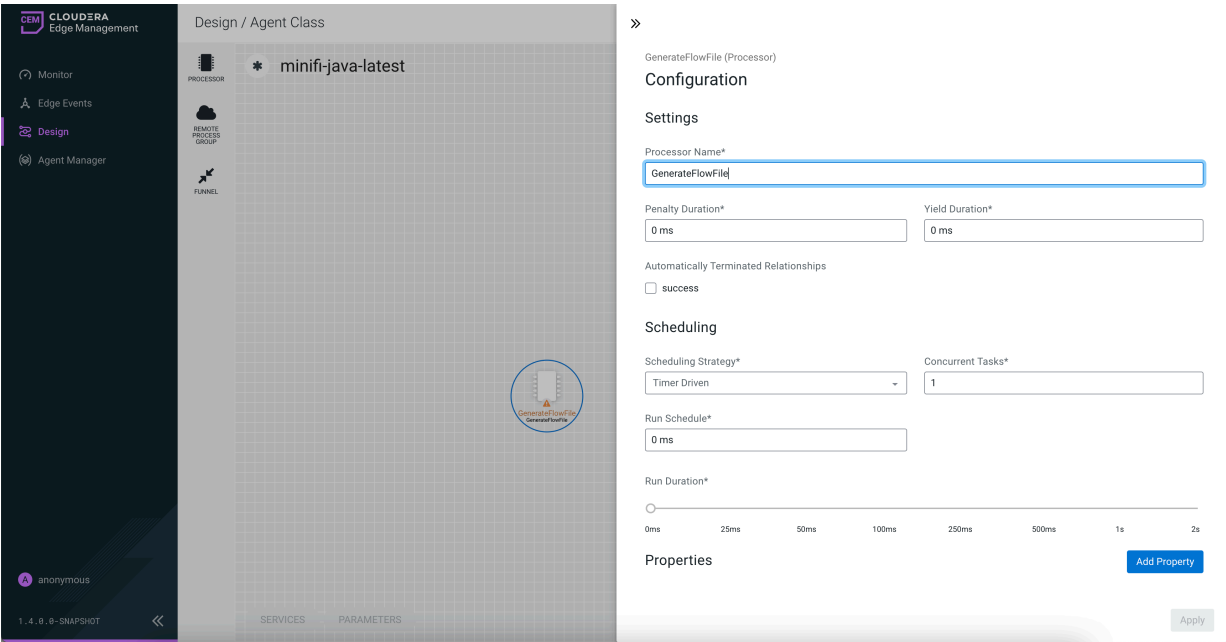 CEM CLOUDERA
Edge Management
Monitor
Edge Events
Design
Agent Manager
A anonymous
1.4.0.0-SNAPSHOT
Design / Agent Class
PROCESSOR
REMOTE
PROCESS
GROUP
FUNNEL
minifi-java-latest
GenerateFlowFile
GenerateFlowFile
SERVICES PARAMETERS
GenerateFlowFile (Processor)
Configuration
Settings
Processor Name*
GenerateFlowFile
Penalty Duration* Yield Duration*
0 ms 0 ms
Automatically Terminated Relationships
success
Scheduling
Scheduling Strategy* Concurrent Tasks*
Timer Driven 1
Run Schedule*
0 ms
Run Duration*
0ms 25ms 50ms 100ms 250ms 500ms 1s 2s
Properties Add Property
Apply